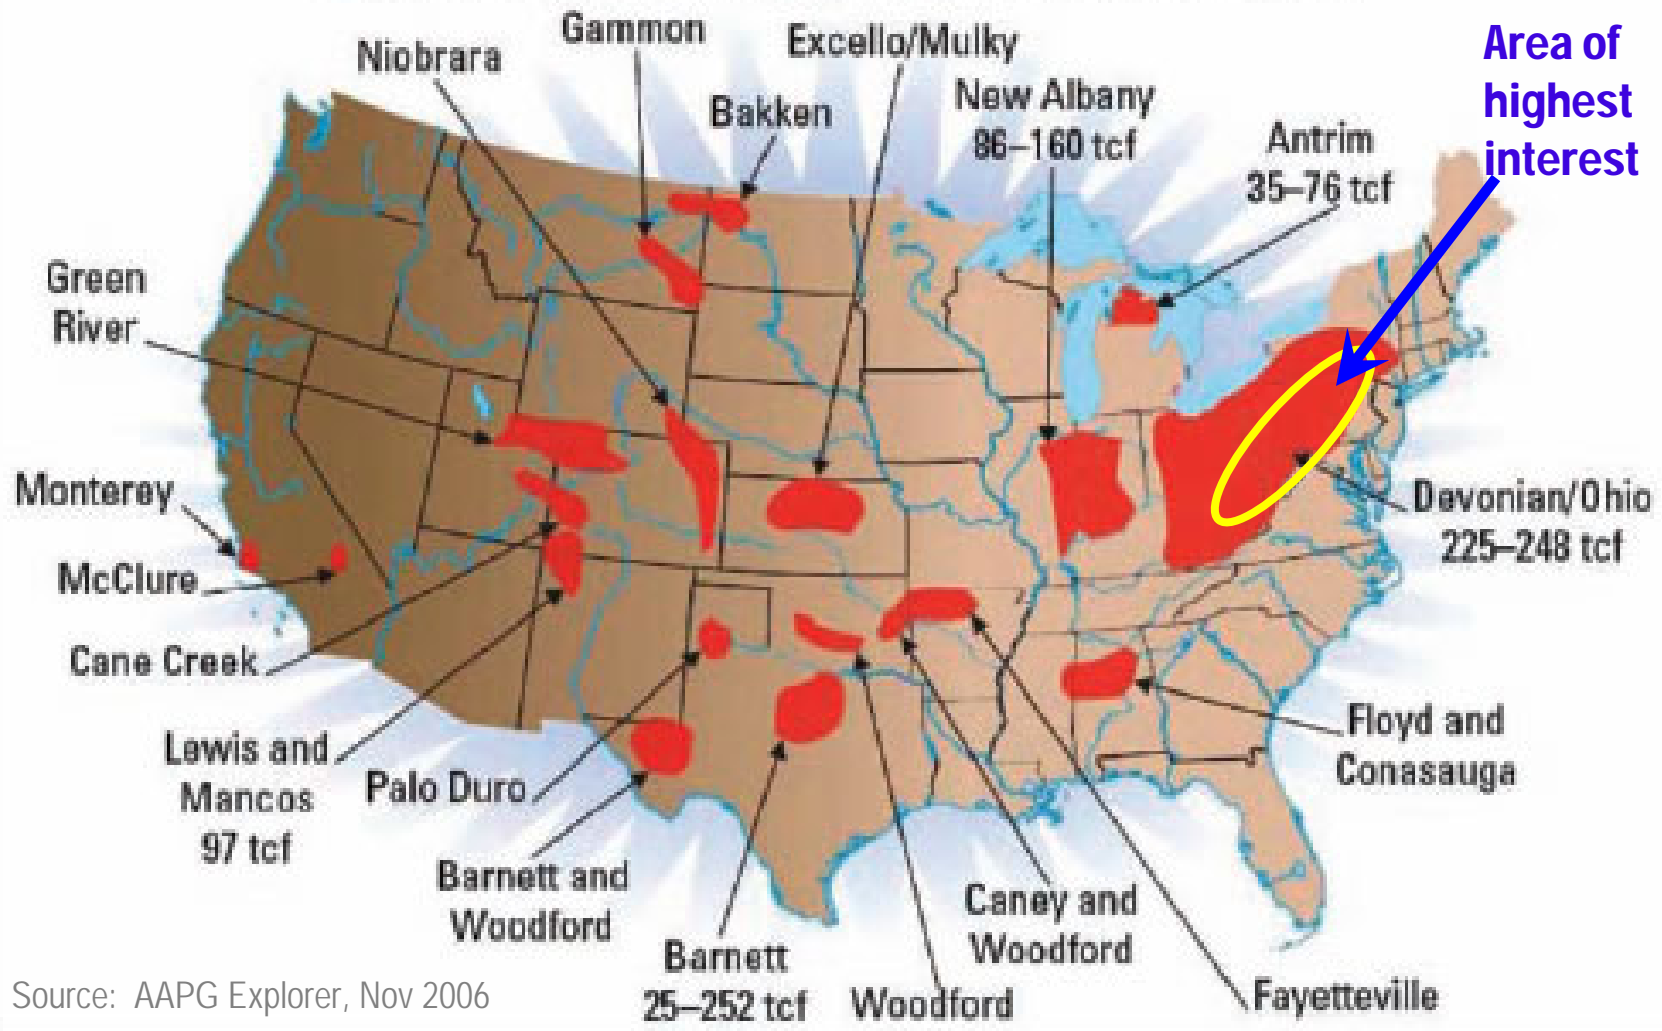 Gammon
Niobrara
Excello/Mulky
Bakken
New Albany
86–160 tcf
Antrim
35–76 tcf
Area of
highest
interest
Green
River
Monterey
McClure
Cane Creek
Lewis and
Mancos
97 tcf
Palo Duro
Barnett and
Woodford
Barnett
25–252 tcf
Woodford
Caney and
Woodford
Fayetteville
Floyd and
Conasauga
Devonian/Ohio
225–248 tcf
Source: AAPG Explorer, Nov 2006